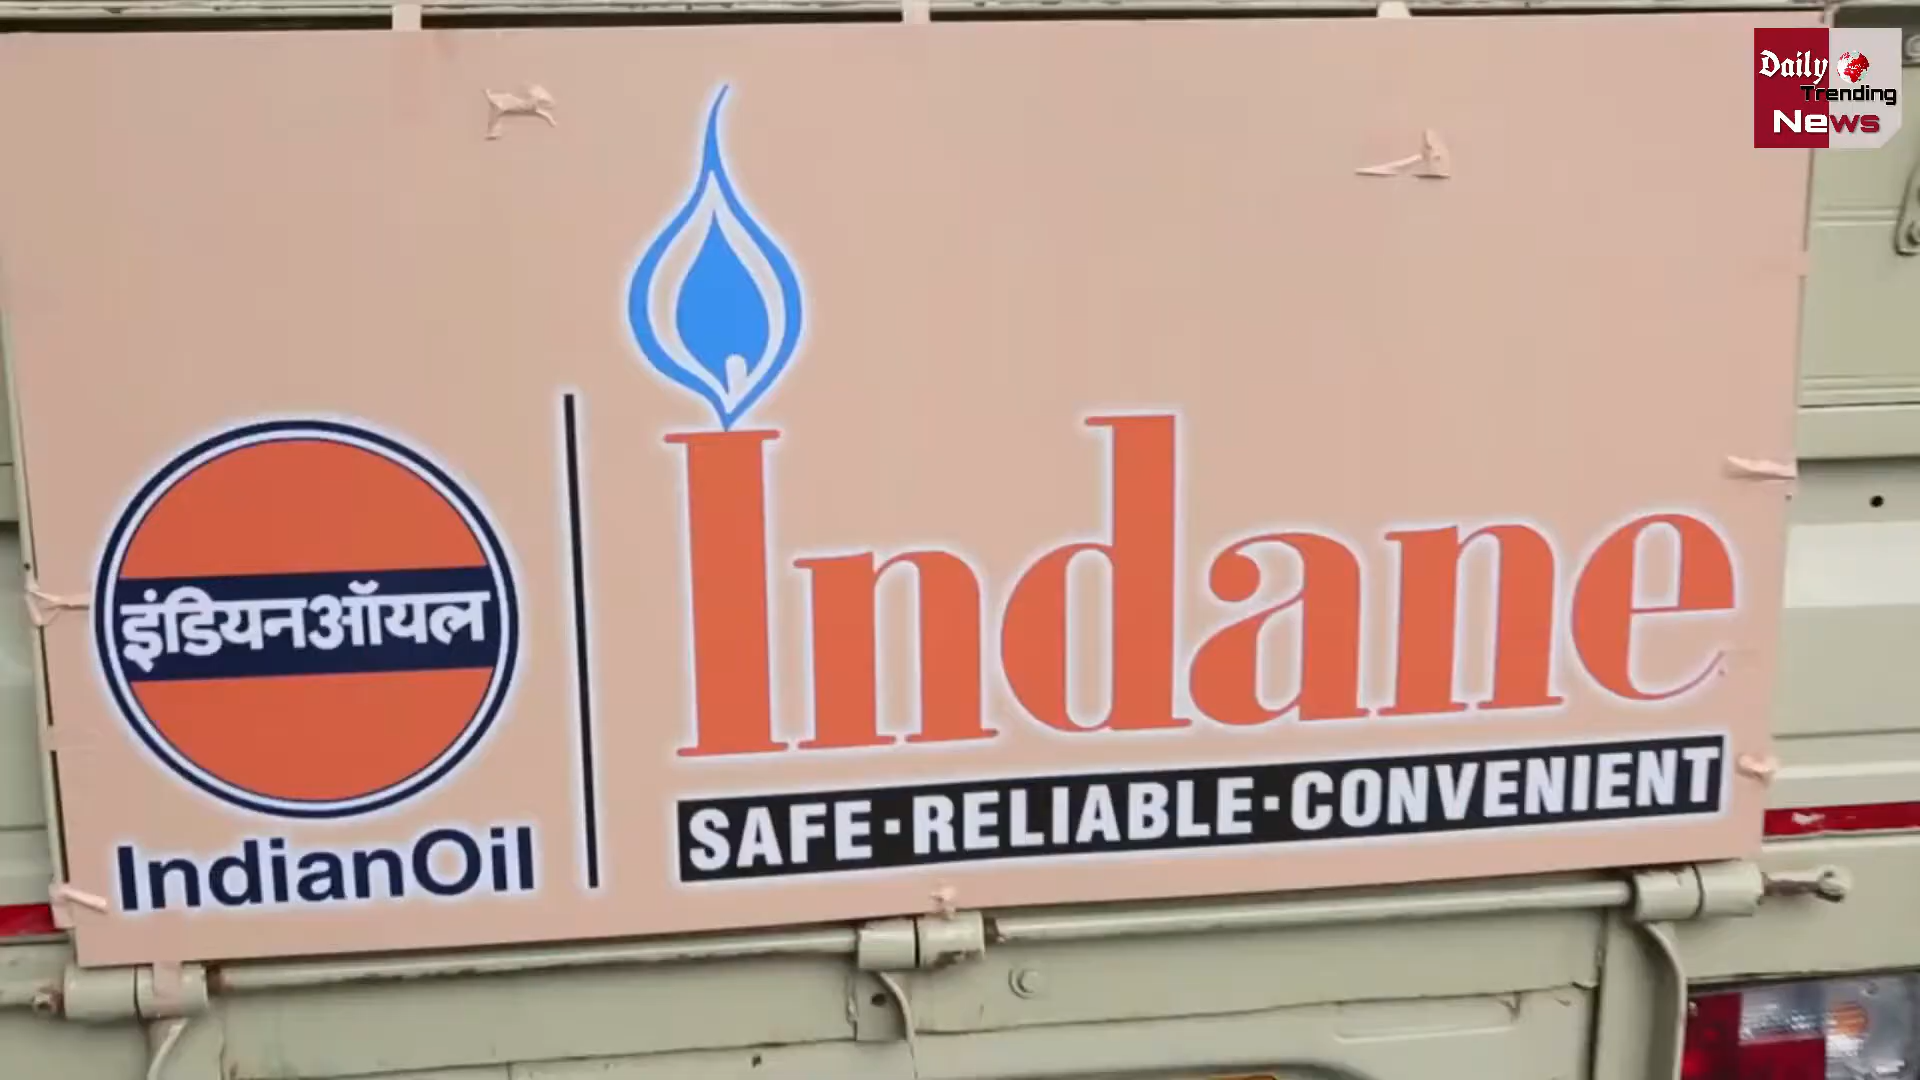 Daily
Trending
News
इंडियनऑयल
IndianOil
Indane
SAFE·RELIABLE·CONVENIENT